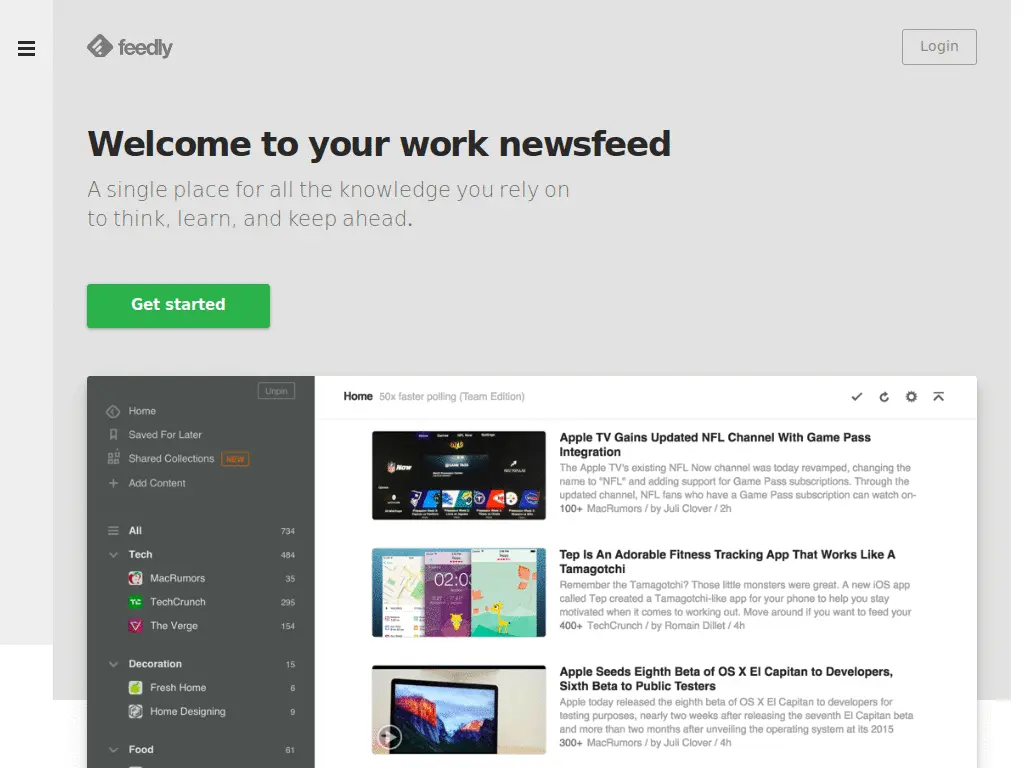 feedly
Login
Welcome to your work newsfeed
A single place for all the knowledge you rely on
to think, learn, and keep ahead.
Get started
Unpin
Home
Saved For Later
Shared Collections NEW
Add Content
All 734
Tech 484
MacRumors 35
TechCrunch 295
The Verge 154
Decoration 15
Fresh Home 6
Home Designing 9
Food 61
Home 50x faster polling (Team Edition)
Apple TV Gains Updated NFL Channel With Game Pass
Integration
The Apple TV's existing NFL Now channel was today revamped, changing the
name to "NFL" and adding support for Game Pass subscriptions. Through the
updated channel, NFL fans who have a Game Pass subscription can watch on-
100+ MacRumors / by Juli Clover / 2h
Tep Is An Adorable Fitness Tracking App That Works Like A
Tamagotchi
Remember the Tamagotchi? Those little monsters were great. A new iOS app
called Tep created a Tamagotchi-like app for your phone to help you stay
motivated when it comes to working out. Move around if you want to feed your
400+ TechCrunch / by Romain Dillet / 4h
Apple Seeds Eighth Beta of OS X El Capitan to Developers,
Sixth Beta to Public Testers
Apple today released the eighth beta of OS X El Capitan to developers for
testing purposes, nearly two weeks after releasing the seventh El Capitan beta
and more than two months after unveiling the operating system at its 2015
300+ MacRumors / by Juli Clover / 4h